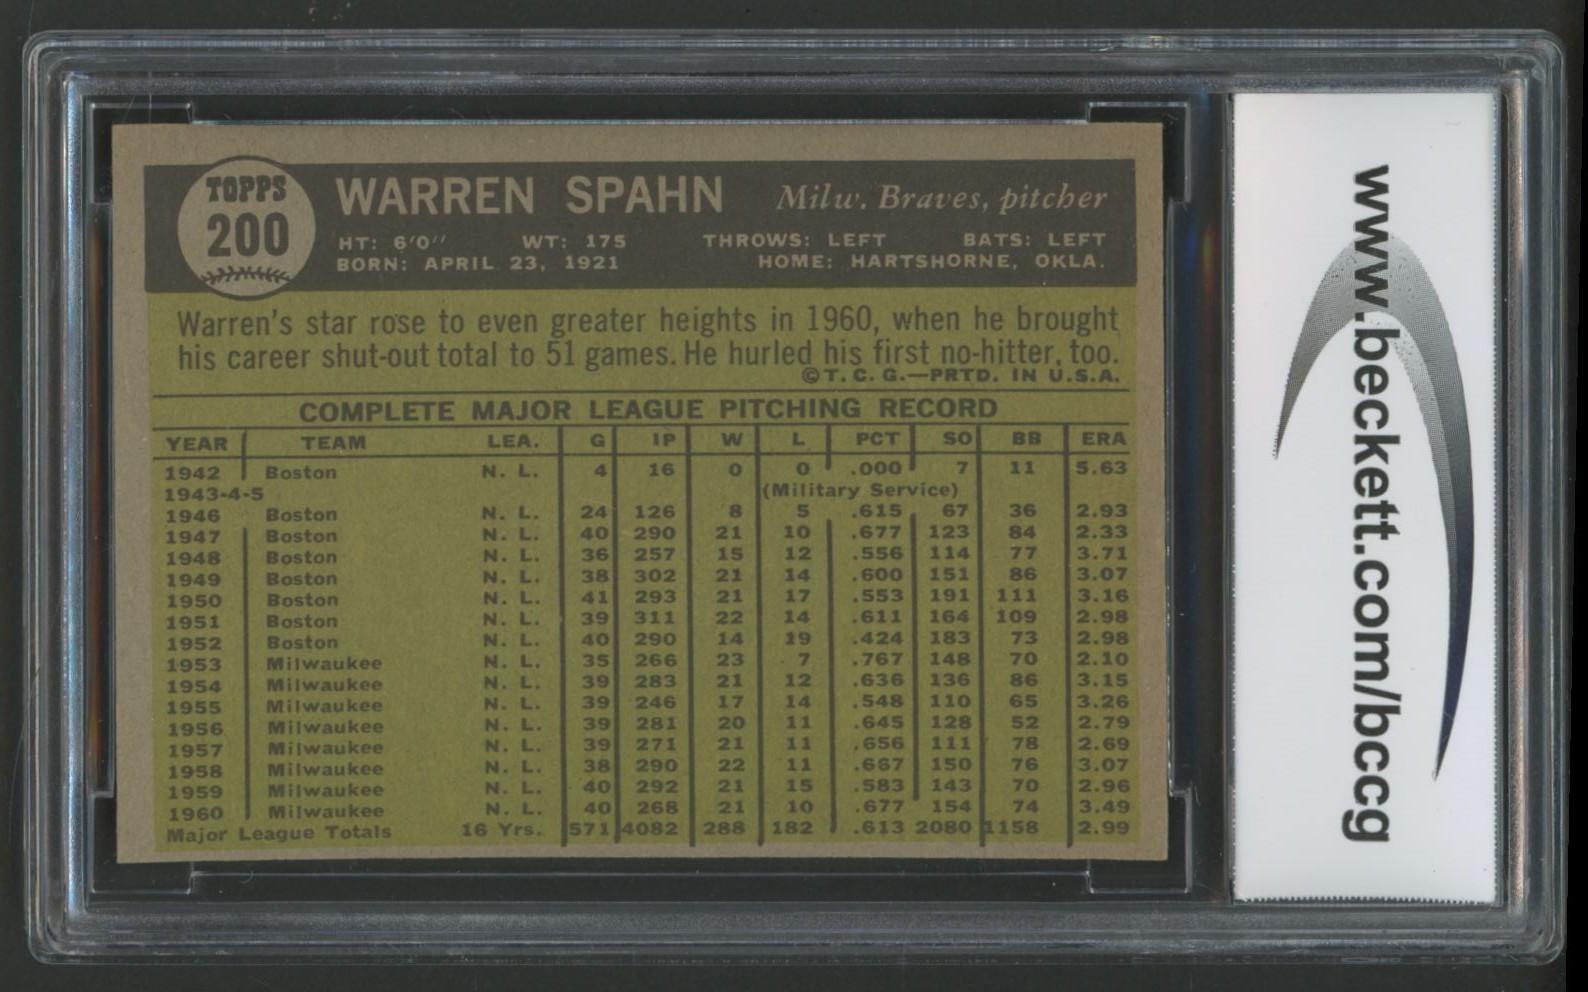 TOPPS
200
WARREN SPAHN Milw. Braves, pitcher
HT: 6'0" WT: 175 THROWS: LEFT BATS: LEFT
BORN: APRIL 23, 1921 HOME: HARTSHORNE, OKLA.
Warren's star rose to even greater heights in 1960, when he brought
his career shut-out total to 51 games. He hurled his first no-hitter, too.
©T. C. G.—PRTD. IN U.S.A.
COMPLETE MAJOR LEAGUE PITCHING RECORD
YEAR TEAM LEA. G IP W L PCT SO BB ERA
1942 Boston N. L. 4 16 0 0 .000 7 11 5.63
1943-4-5 (Military Service)
1946 Boston N. L. 24 126 8 5 .615 67 36 2.93
1947 Boston N. L. 40 290 21 10 .677 123 84 2.33
1948 Boston N. L. 36 257 15 12 .556 114 77 3.71
1949 Boston N. L. 38 302 21 14 .600 151 86 3.07
1950 Boston N. L. 41 293 21 17 .553 191 111 3.16
1951 Boston N. L. 39 311 22 14 .611 164 109 2.98
1952 Boston N. L. 40 290 14 19 .424 183 73 2.98
1953 Milwaukee N. L. 35 266 23 7 .767 148 70 2.10
1954 Milwaukee N. L. 39 283 21 12 .636 136 86 3.15
1955 Milwaukee N. L. 39 246 17 14 .548 110 65 3.26
1956 Milwaukee N. L. 39 281 20 11 .645 128 52 2.79
1957 Milwaukee N. L. 39 271 21 11 .656 111 78 2.69
1958 Milwaukee N. L. 38 290 22 11 .667 150 76 3.07
1959 Milwaukee N. L. 40 292 21 15 .583 143 70 2.96
1960 Milwaukee N. L. 40 268 21 10 .677 154 74 3.49
Major League Totals 16 Yrs. 571 4082 288 182 .613 2080 1158 2.99
www.beckett.com/bccg